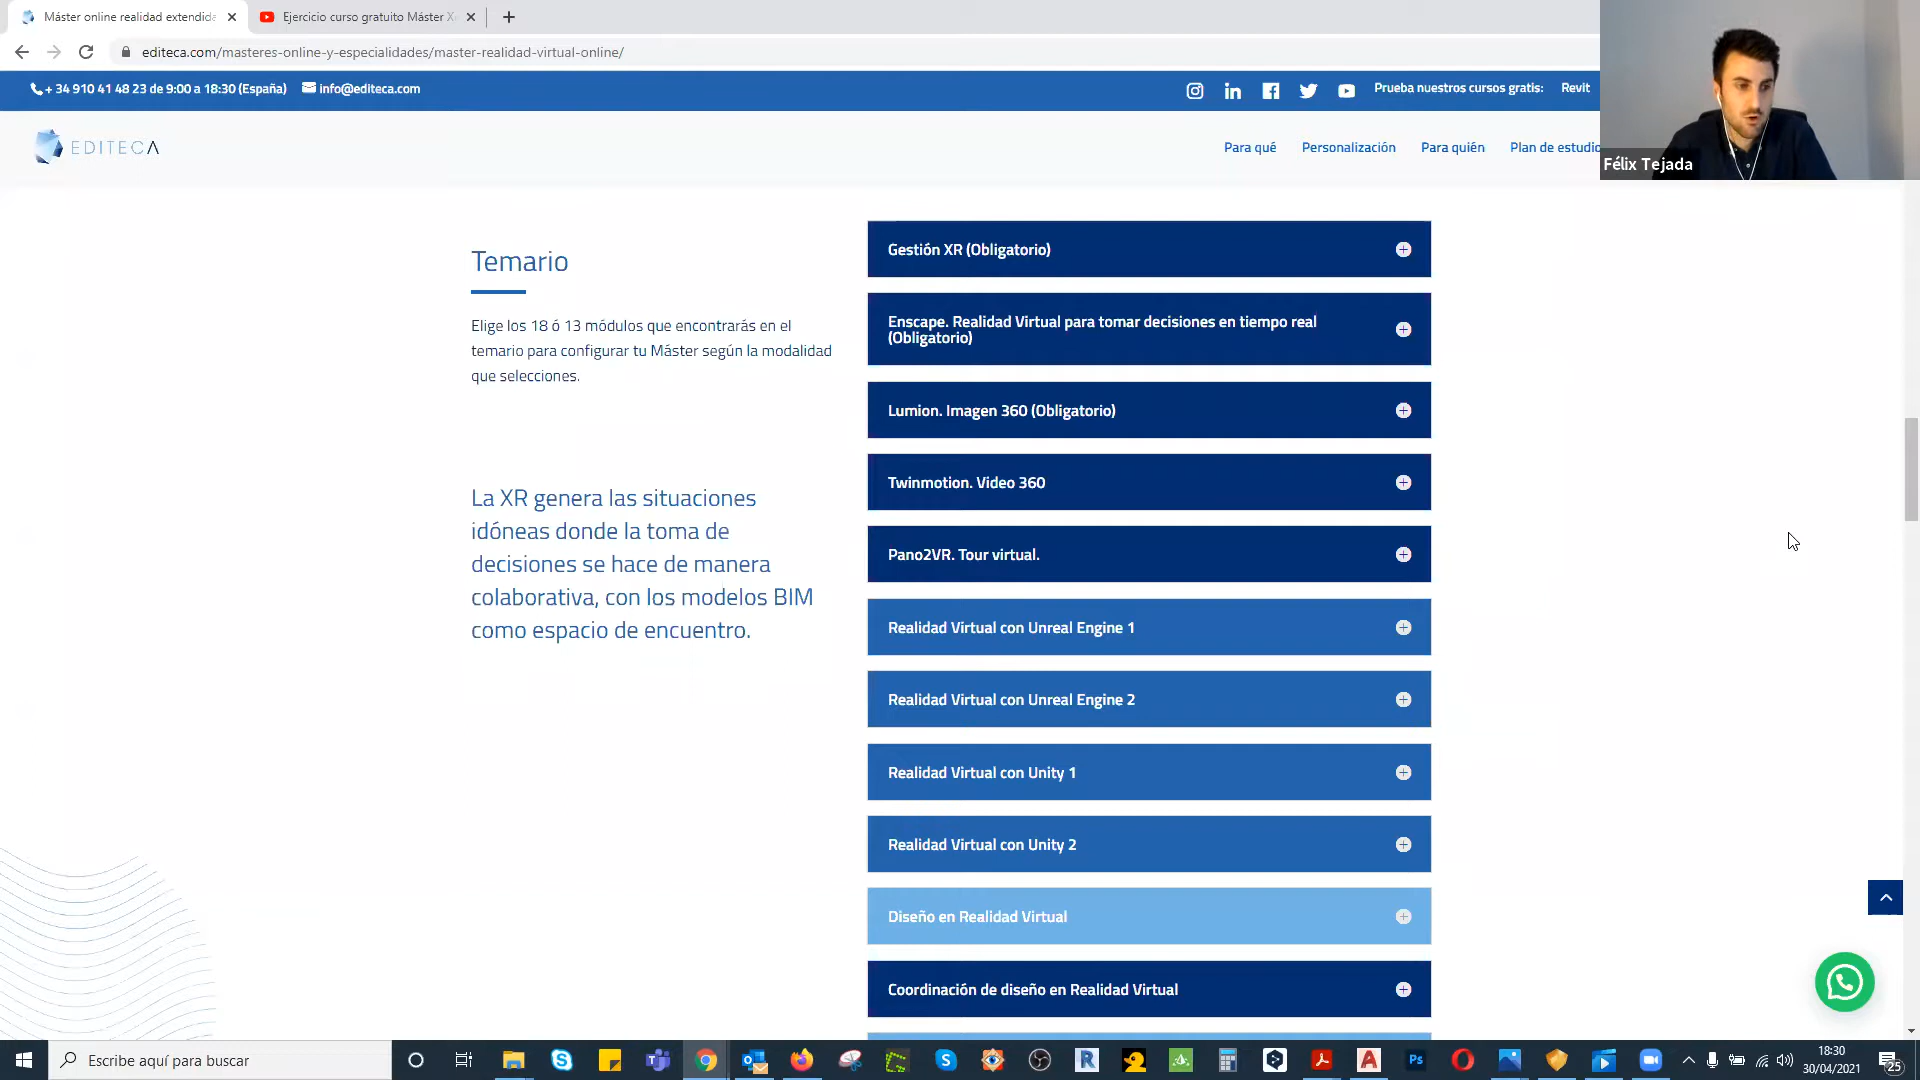 Máster online realidad extendida
Ejercicio curso gratuito Máster X
editeca.com/masteres-online-y-especialidades/master-realidad-virtual-online/
+ 34 910 41 48 23 de 9:00 a 18:30 (España)
info@editeca.com
Prueba nuestros cursos gratis:
Revit
EDITECA
Para qué
Personalización
Para quién
Plan de estudio
Félix Tejada
Temario
Elige los 18 ó 13 módulos que encontrarás en el
temario para configurar tu Máster según la modalidad
que selecciones.
La XR genera las situaciones
idóneas donde la toma de
decisiones se hace de manera
colaborativa, con los modelos BIM
como espacio de encuentro.
Gestión XR (Obligatorio)
Enscape. Realidad Virtual para tomar decisiones en tiempo real
(Obligatorio)
Lumion. Imagen 360 (Obligatorio)
Twinmotion. Video 360
Pano2VR. Tour virtual.
Realidad Virtual con Unreal Engine 1
Realidad Virtual con Unreal Engine 2
Realidad Virtual con Unity 1
Realidad Virtual con Unity 2
Diseño en Realidad Virtual
Coordinación de diseño en Realidad Virtual
Escribe aquí para buscar
18:30
30/04/2021
25